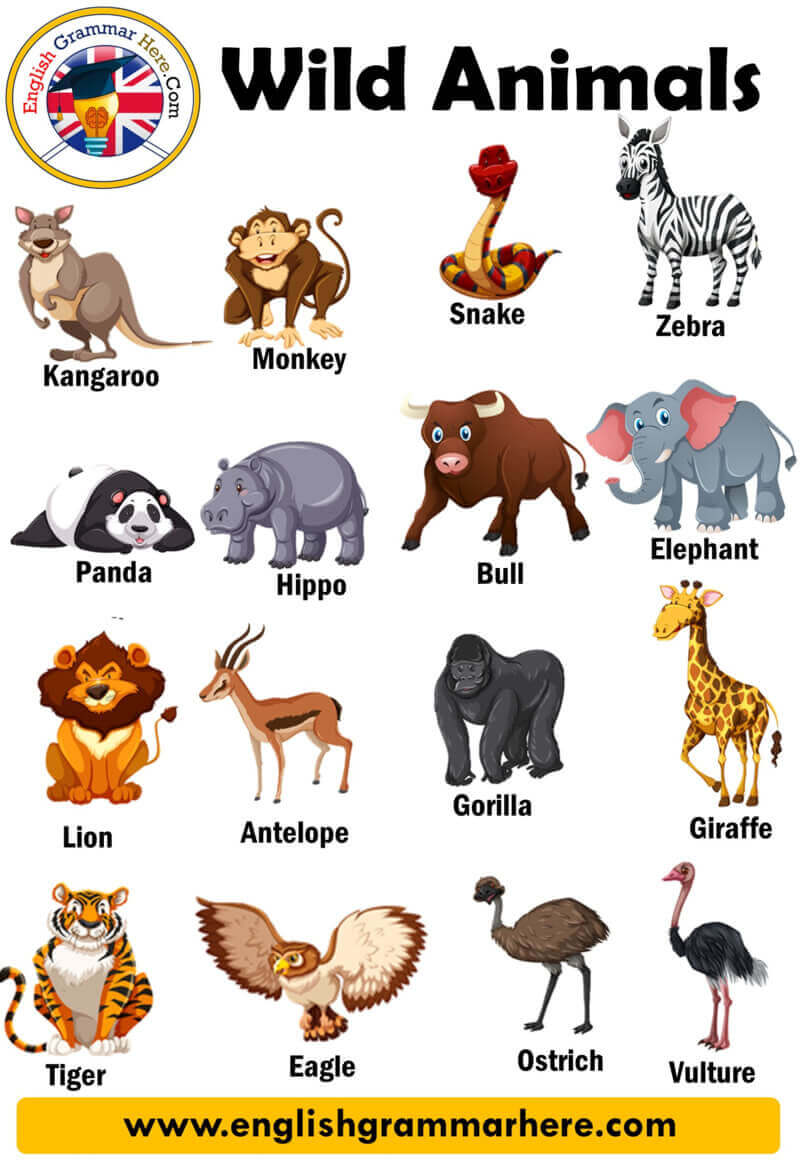 English Grammar Here.Com
Wild Animals
Kangaroo
Monkey
Snake
Zebra
Panda
Hippo
Bull
Elephant
Lion
Antelope
Gorilla
Giraffe
Tiger
Eagle
Ostrich
Vulture
www.englishgrammarhere.com